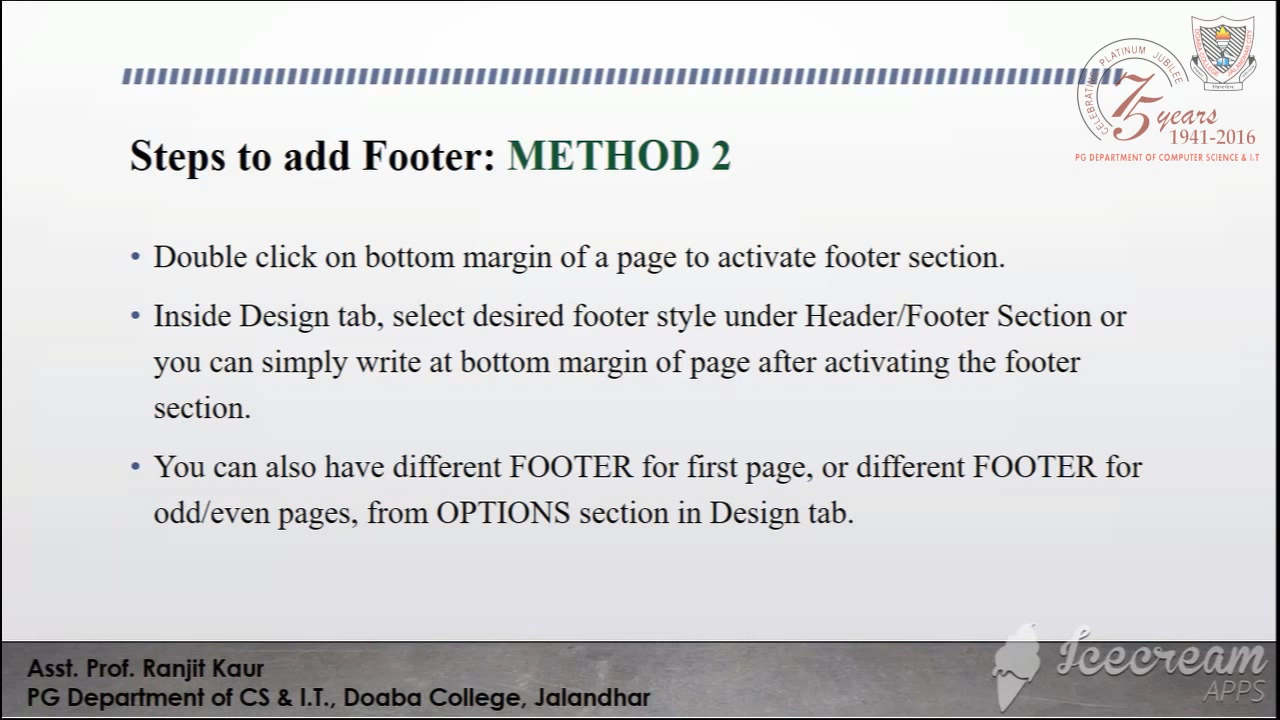 CELEBRATING PLATINUM JUBILEE
75 years
1941-2016
PG DEPARTMENT OF COMPUTER SCIENCE & I.T
Steps to add Footer: METHOD 2
• Double click on bottom margin of a page to activate footer section.
• Inside Design tab, select desired footer style under Header/Footer Section or
you can simply write at bottom margin of page after activating the footer
section.
• You can also have different FOOTER for first page, or different FOOTER for
odd/even pages, from OPTIONS section in Design tab.
Asst. Prof. Ranjit Kaur
PG Department of CS & I.T., Doaba College, Jalandhar
Icecream
APPS